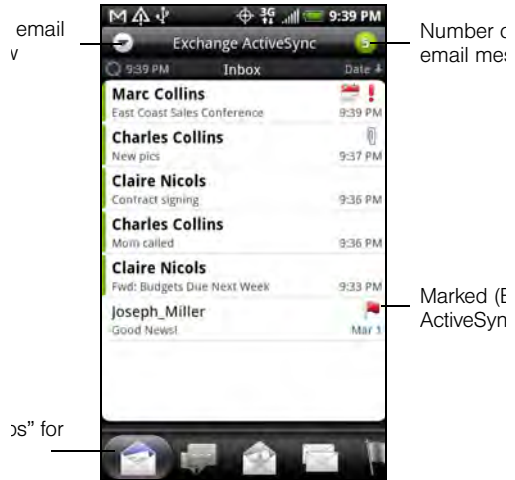 email
Number
email
9:39 PM
Exchange ActiveSync
5
9:39 PM Inbox Date
Marc Collins
East Coast Sales Conference 9:39 PM
Charles Collins
New pics 9:37 PM
Claire Nicols
Contract signing 9:36 PM
Charles Collins
Mom called 9:36 PM
Claire Nicols
Fwd: Budgets Due Next Week 9:33 PM
Joseph_Miller
Good News! Mar 1
Marked
for